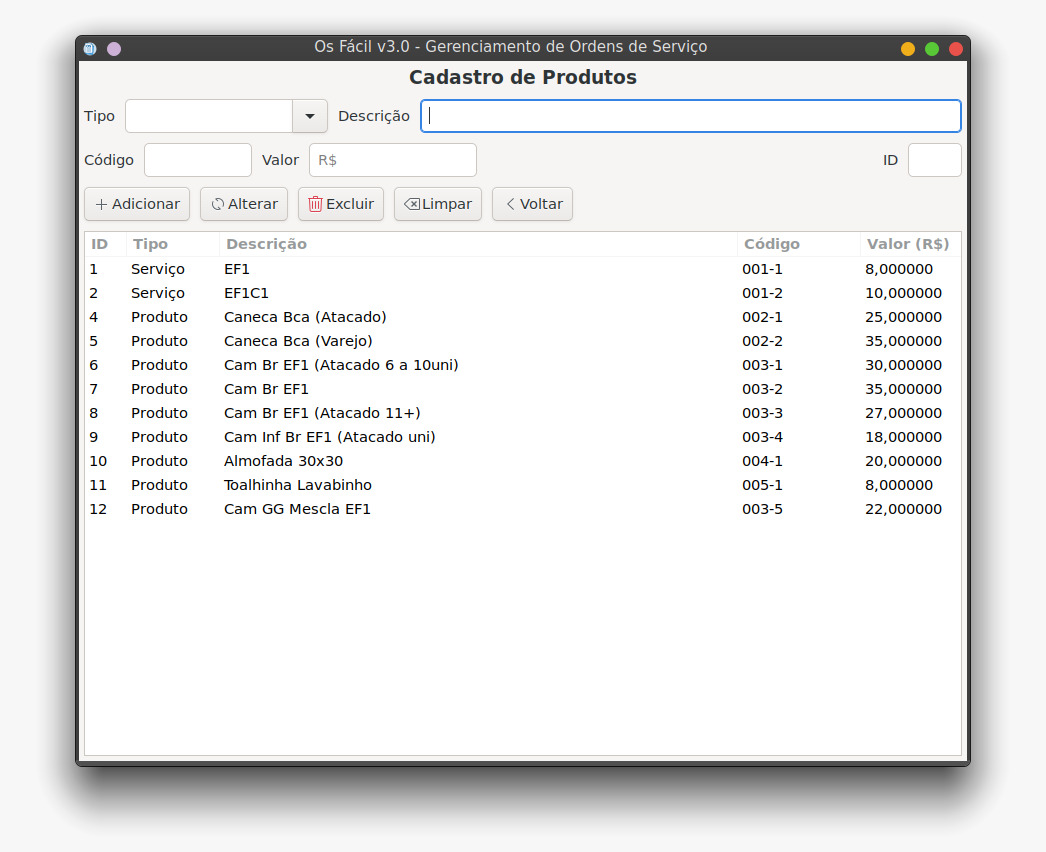 Os Fácil v3.0 - Gerenciamento de Ordens de Serviço
Cadastro de Produtos
Tipo Descrição
Código Valor R$ ID
Adicionar Alterar Excluir Limpar Voltar
ID Tipo Descrição Código Valor (R$)
1 Serviço EF1 001-1 8,000000
2 Serviço EF1C1 001-2 10,000000
4 Produto Caneca Bca (Atacado) 002-1 25,000000
5 Produto Caneca Bca (Varejo) 002-2 35,000000
6 Produto Cam Br EF1 (Atacado 6 a 10uni) 003-1 30,000000
7 Produto Cam Br EF1 003-2 35,000000
8 Produto Cam Br EF1 (Atacado 11+) 003-3 27,000000
9 Produto Cam Inf Br EF1 (Atacado uni) 003-4 18,000000
10 Produto Almofada 30x30 004-1 20,000000
11 Produto Toalhinha Lavabinho 005-1 8,000000
12 Produto Cam GG Mescla EF1 003-5 22,000000